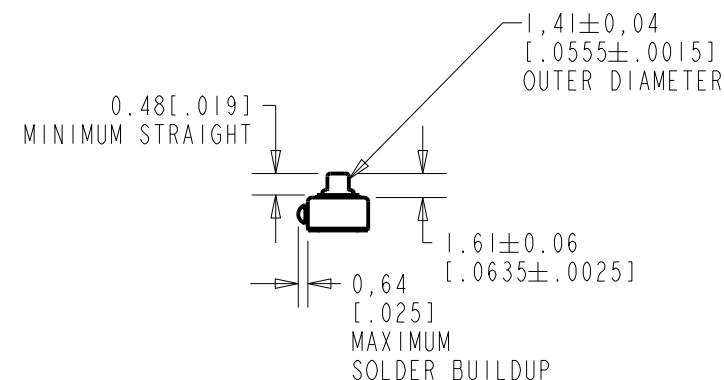 1,41±0,04
[.0555±.0015]
OUTER DIAMETER
0.48[.019]
MINIMUM STRAIGHT
1.61±0.06
[.0635±.0025]
0,64
[.025]
MAXIMUM
SOLDER BUILDUP